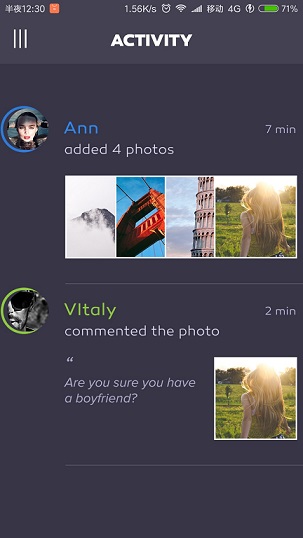 半夜12:30 1.56K/s 移动 4G 71%
ACTIVITY
Ann 7 min
added 4 photos
VItaly 2 min
commented the photo
“
Are you sure you have
a boyfriend?